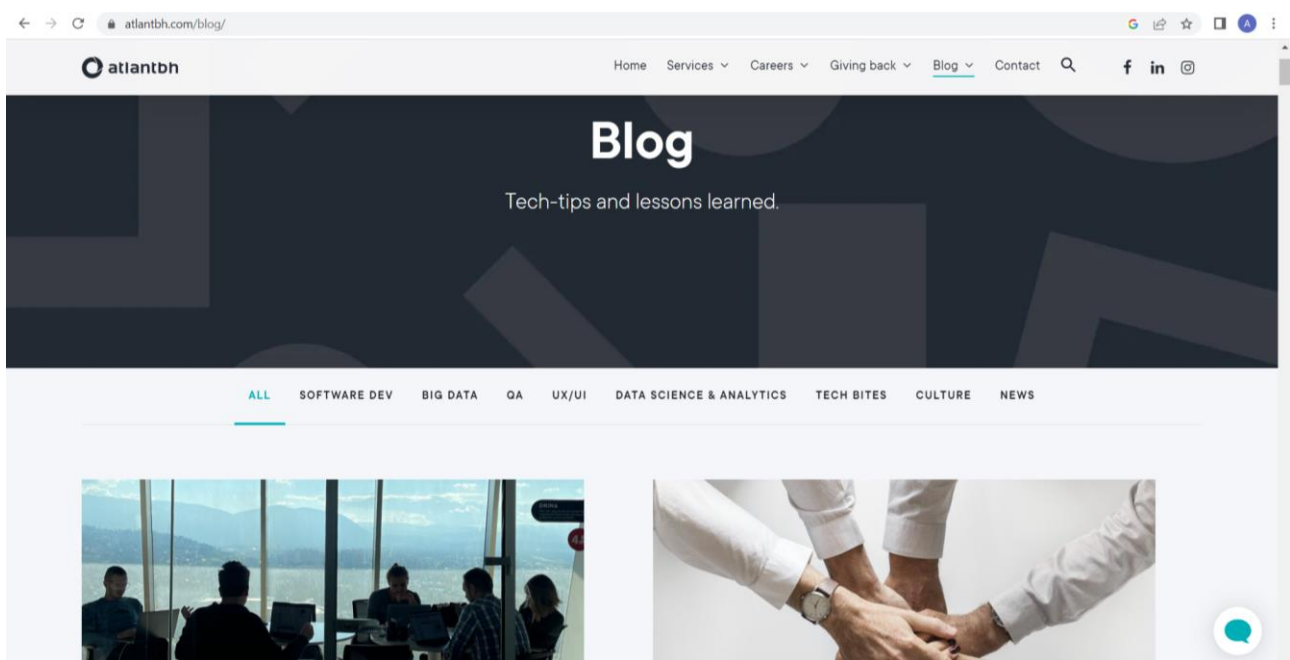 atlantbh.com/blog/
A
atlantbh
Home Services Careers Giving back Blog Contact
f in
Blog
Tech-tips and lessons learned.
ALL SOFTWARE DEV BIG DATA QA UX/UI DATA SCIENCE & ANALYTICS TECH BITES CULTURE NEWS